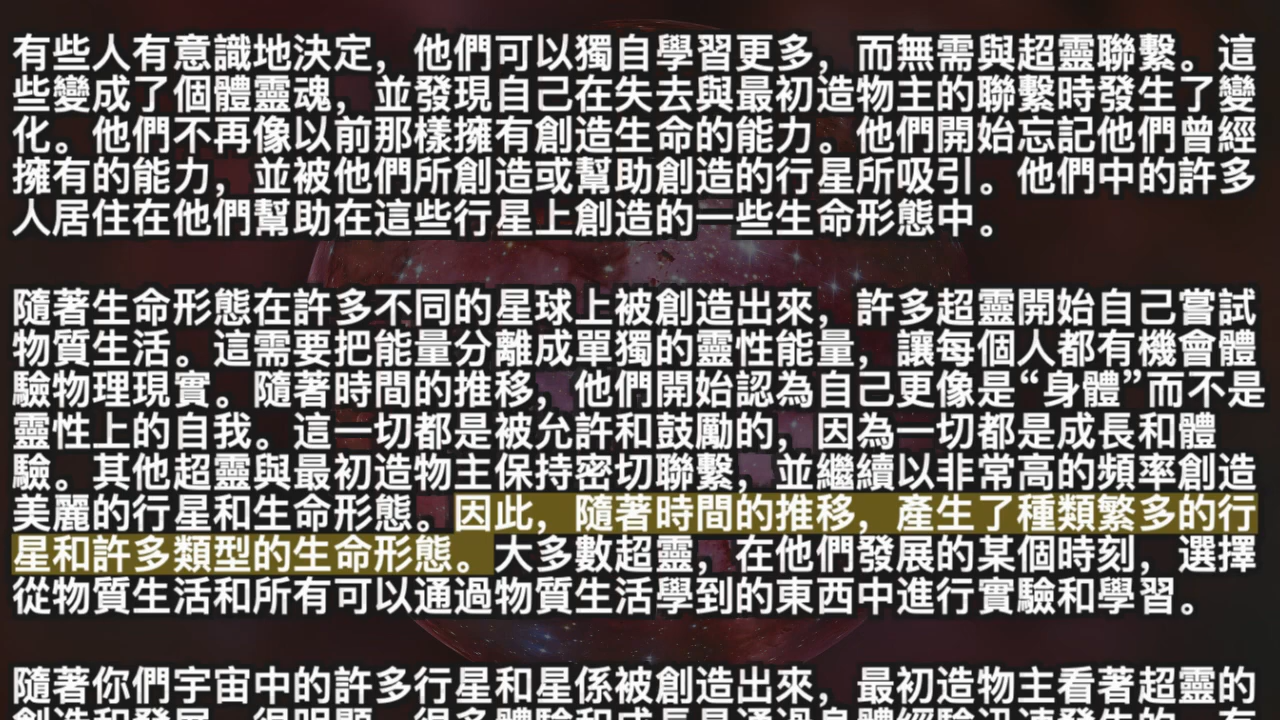 有些人有意識地決定，他們可以獨自學習更多，而無需與超靈聯繫。這
些變成了個體靈魂，並發現自己在失去與最初造物主的聯繫時發生了變
化。他們不再像以前那樣擁有創造生命的能力。他們開始忘記他們曾經
擁有的能力，並被他們所創造或幫助創造的行星所吸引。他們中的許多
人居住在他們幫助在這些行星上創造的一些生命形態中。
隨著生命形態在許多不同的星球上被創造出來，許多超靈開始自己嘗試
物質生活。這需要把能量分離成單獨的靈性能量，讓每個人都有機會體
驗物理現實。隨著時間的推移，他們開始認為自己更像是“身體”而不是
靈性上的自我。這一切都是被允許和鼓勵的，因為一切都是成長和體
驗。其他超靈與最初造物主保持密切聯繫，並繼續以非常高的頻率創造
美麗的行星和生命形態。因此，隨著時間的推移，產生了種類繁多的行
星和許多類型的生命形態。大多數超靈，在他們發展的某個時刻，選擇
從物質生活和所有可以通過物質生活學到的東西中進行實驗和學習。
隨著你們宇宙中的許多行星和星係被創造出來，最初造物主看著超靈的